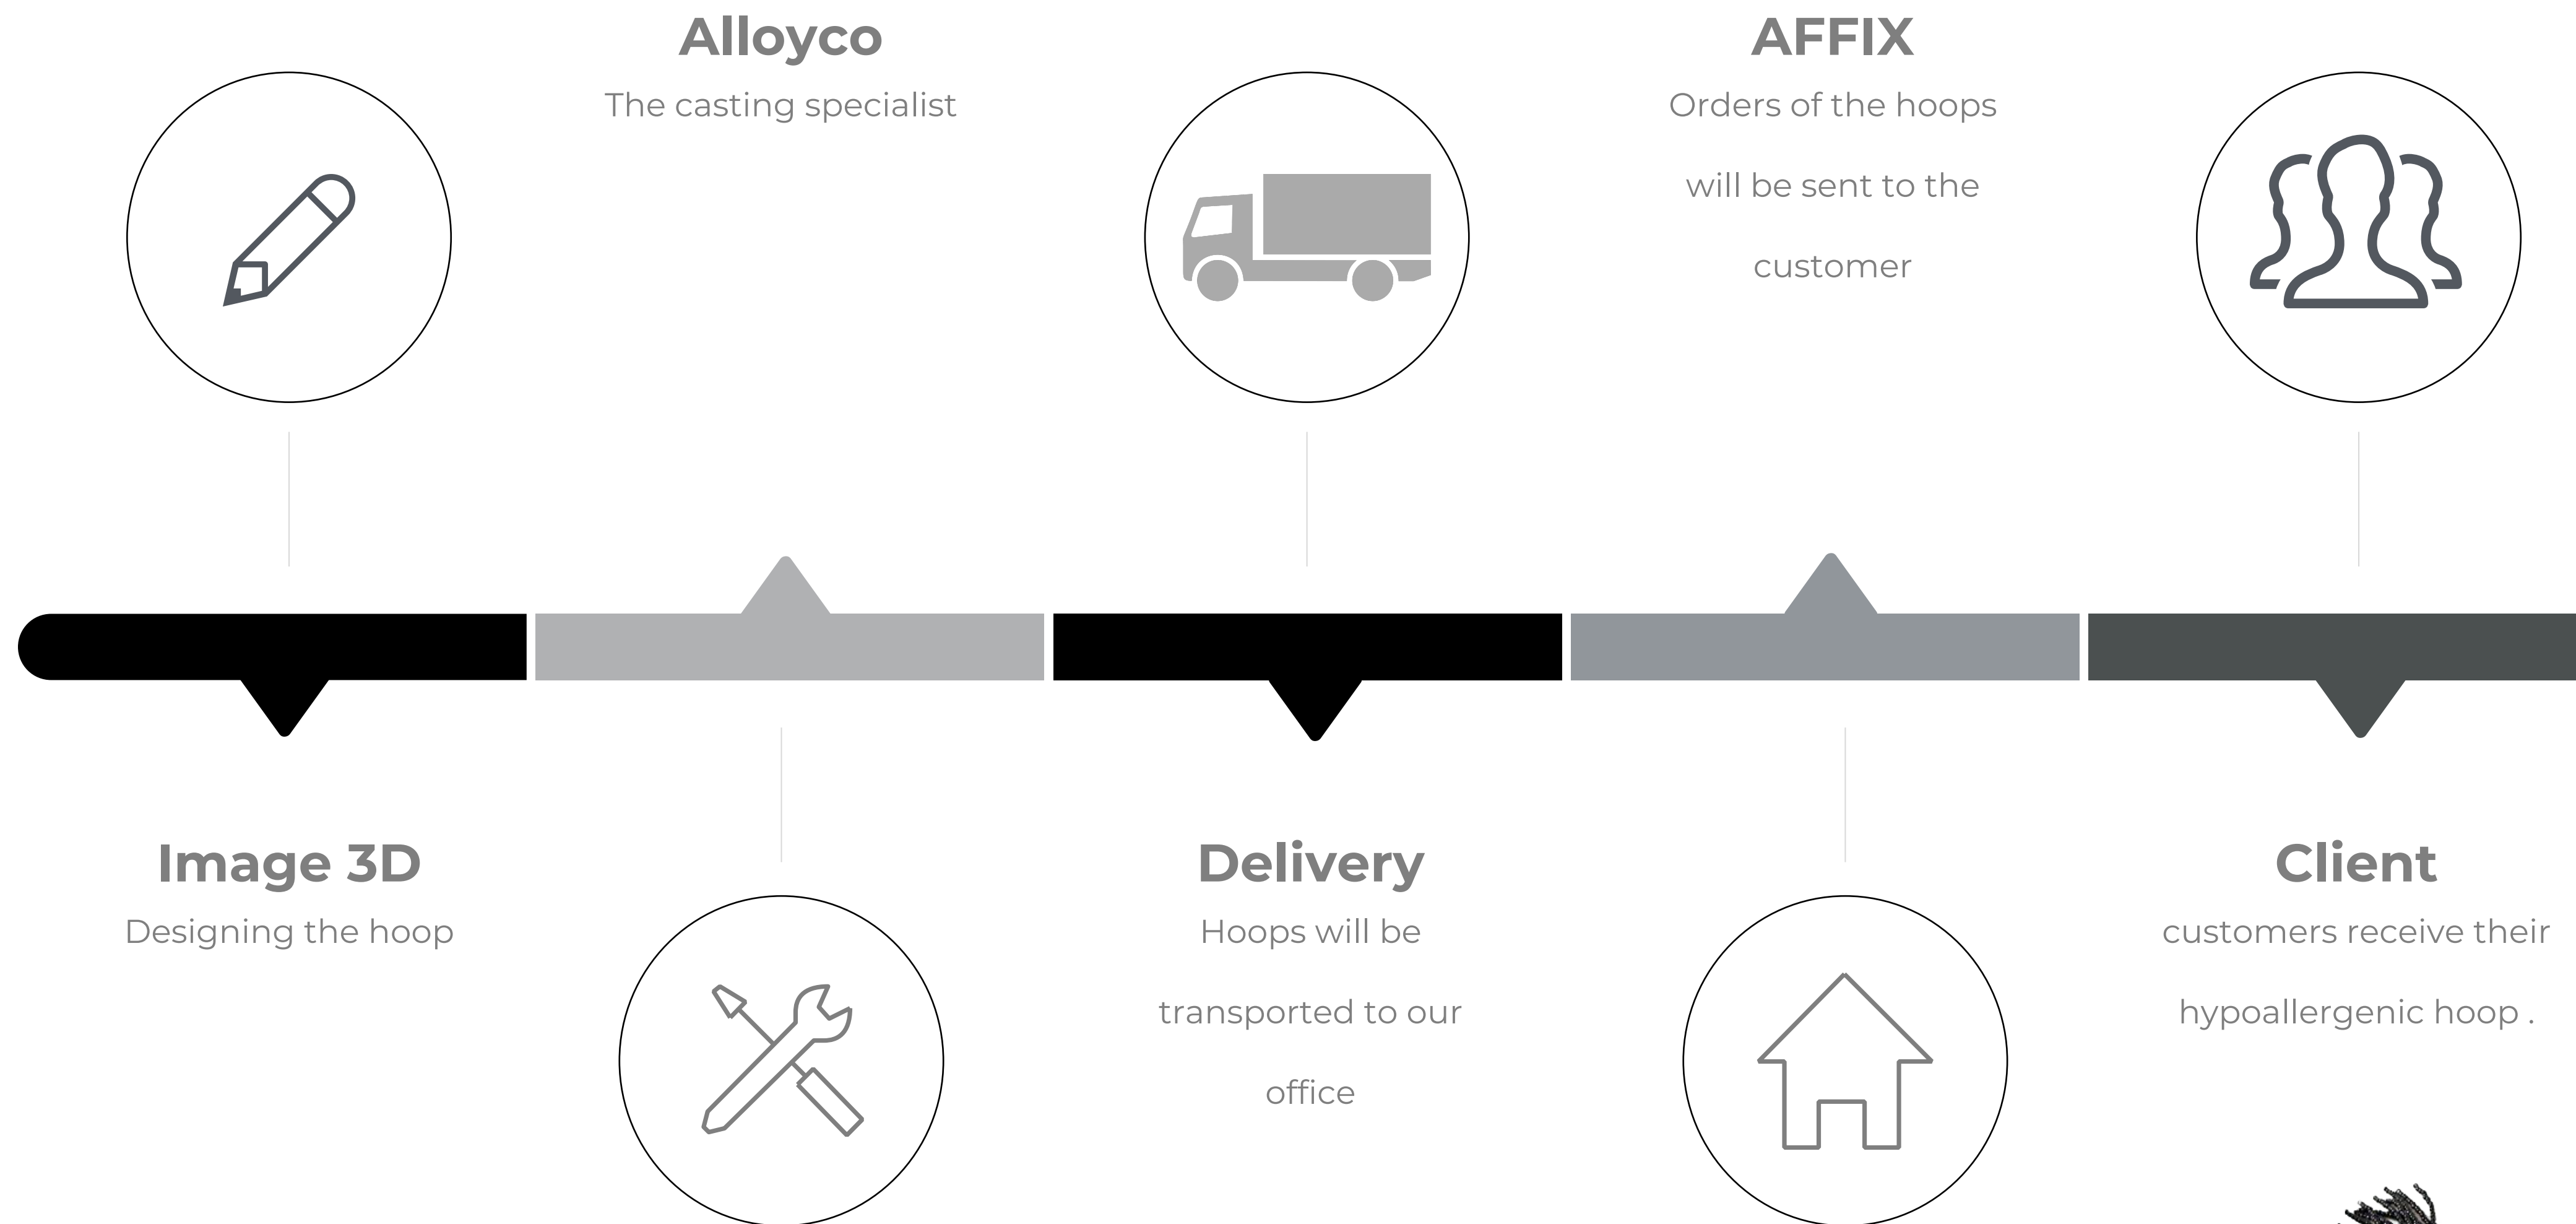 Alloyco
The casting specialist
AFFIX
Orders of the hoops
will be sent to the
customer
Image 3D
Designing the hoop
Delivery
Hoops will be
transported to our
office
Client
customers receive their
hypoallergenic hoop .